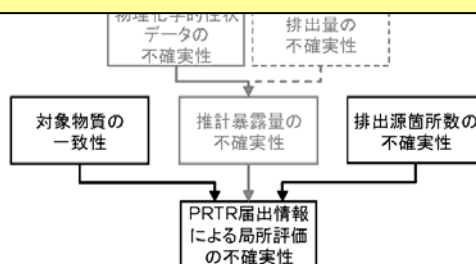 物理化学的性状
データの
不確実性
排出量の
不確実性
対象物質の
一致性
推計暴露量の
不確実性
排出源箇所数の
不確実性
PRTR届出情報
による局所評価
の不確実性